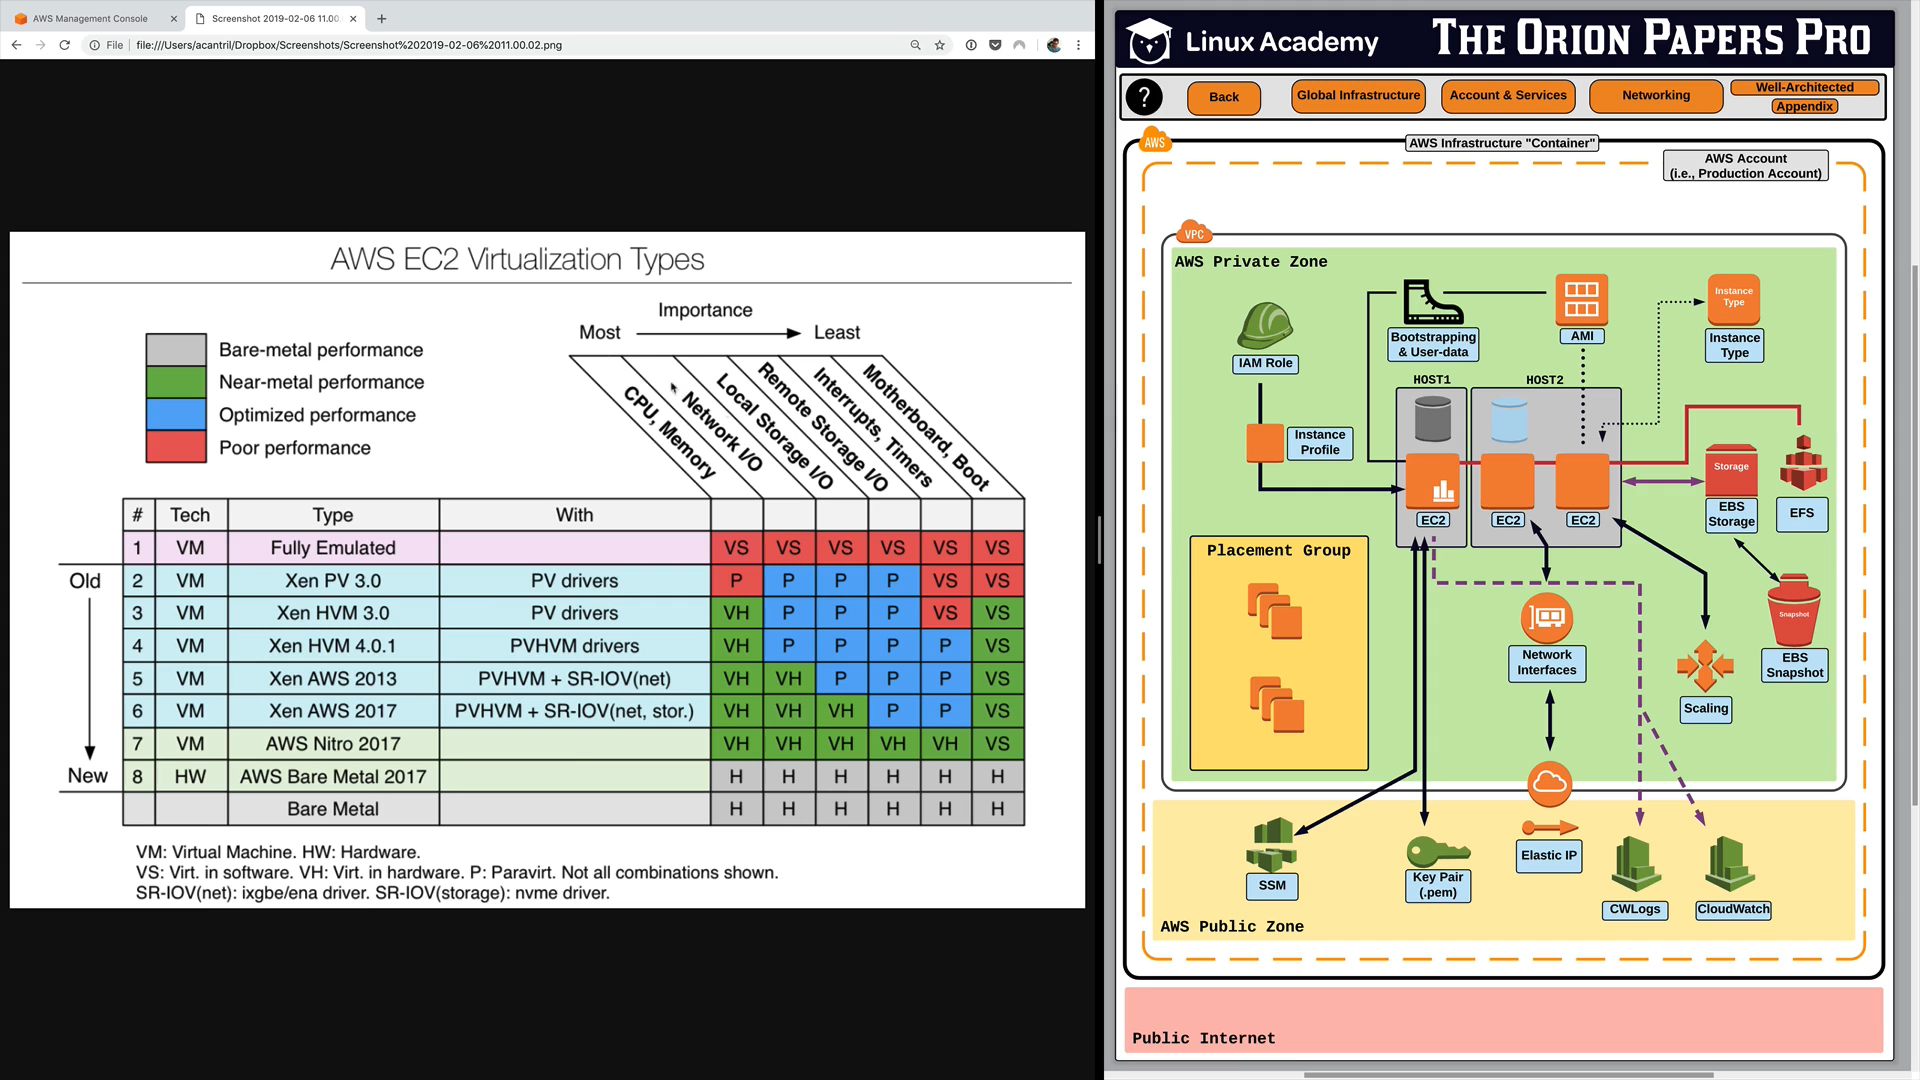 AWS Management Console
Screenshot 2019-02-06 11.00
File
file:///Users/acantril/Dropbox/Screenshots/Screenshot%202019-02-06%2011.00.02.png
AWS EC2 Virtualization Types
Importance
Most
Least
Bare-metal performance
Near-metal performance
Optimized performance
Poor performance
CPU, Memory
Network I/O
Local Storage I/O
Remote Storage I/O
Interrupts, Timers
Motherboard, Boot
# Tech Type With
1 VM Fully Emulated VS VS VS VS VS VS
Old
2 VM Xen PV 3.0 PV drivers P P P P VS VS
3 VM Xen HVM 3.0 PV drivers VH P P P VS VS
4 VM Xen HVM 4.0.1 PVHVM drivers VH P P P P VS
5 VM Xen AWS 2013 PVHVM + SR-IOV(net) VH VH P P P VS
6 VM Xen AWS 2017 PVHVM + SR-IOV(net, stor.) VH VH VH P P VS
7 VM AWS Nitro 2017 VH VH VH VH VH VS
New
8 HW AWS Bare Metal 2017 H H H H H H
Bare Metal H H H H H H
VM: Virtual Machine. HW: Hardware.
VS: Virt. in software. VH: Virt. in hardware. P: Paravirt. Not all combinations shown.
SR-IOV(net): ixgbe/ena driver. SR-IOV(storage): nvme driver.
Linux Academy
THE ORION PAPERS PRO
?
Back
Global Infrastructure
Account & Services
Networking
Well-Architected
Appendix
AWS
AWS Infrastructure "Container"
AWS Account
(i.e., Production Account)
VPC
AWS Private Zone
IAM Role
Bootstrapping
& User-data
AMI
Instance
Type
Instance
Type
HOST1
HOST2
Instance
Profile
EC2
EC2
EC2
Storage
EBS
Storage
EFS
Placement Group
Network
Interfaces
Snapshot
EBS
Snapshot
Scaling
SSM
Key Pair
(.pem)
Elastic IP
CWLogs
CloudWatch
AWS Public Zone
Public Internet